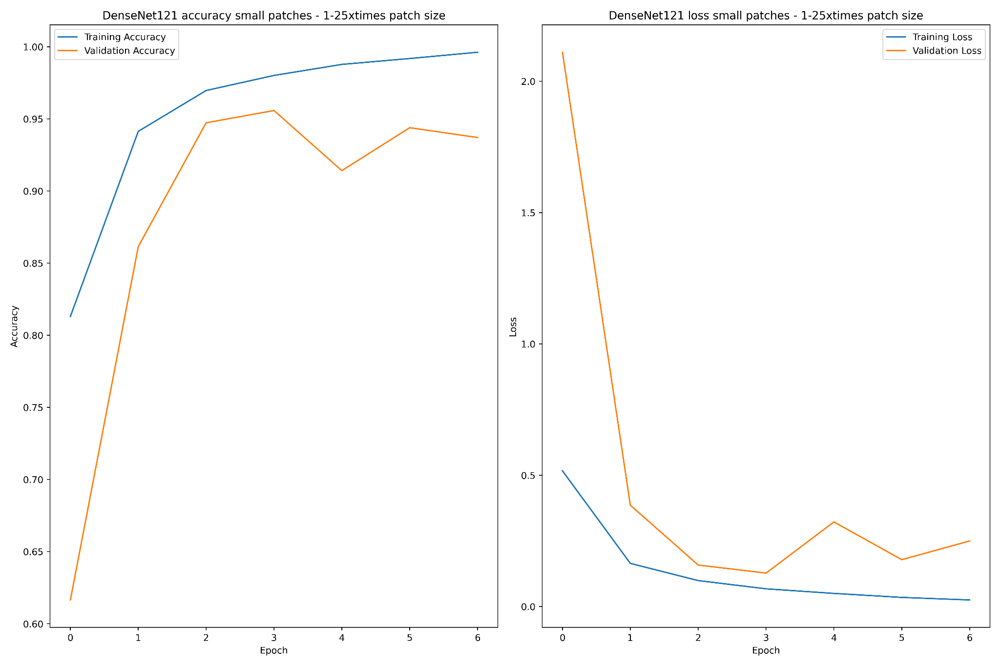 DenseNet121 accuracy small patches - 1-25xtimes patch size
Training Accuracy
Validation Accuracy
1.00
0.95
0.90
0.85
0.80
0.75
0.70
0.65
0.60
Accuracy
0 1 2 3 4 5 6
Epoch
DenseNet121 loss small patches - 1-25xtimes patch size
Training Loss
Validation Loss
2.0
1.5
1.0
0.5
0.0
Loss
0 1 2 3 4 5 6
Epoch